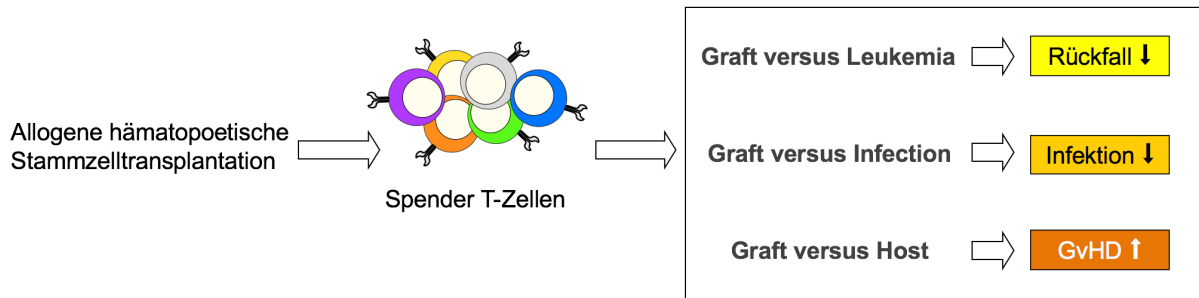 Allogene hämatopoetische
Stammzelltransplantation
Spender T-Zellen
Graft versus Leukemia
Rückfall ⬇
Graft versus Infection
Infektion ⬇
Graft versus Host
GvHD ⬆